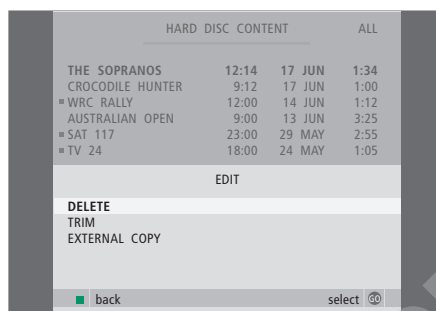 HARD DISC CONTENT ALL
THE SOPRANOS 12:14 17 JUN 1:34
CROCODILE HUNTER 9:12 17 JUN 1:00
WRC RALLY 12:00 14 JUN 1:12
AUSTRALIAN OPEN 9:00 13 JUN 3:25
SAT 117 23:00 29 MAY 2:55
TV 24 18:00 24 MAY 1:05
EDIT
DELETE
TRIM
EXTERNAL COPY
back select GO